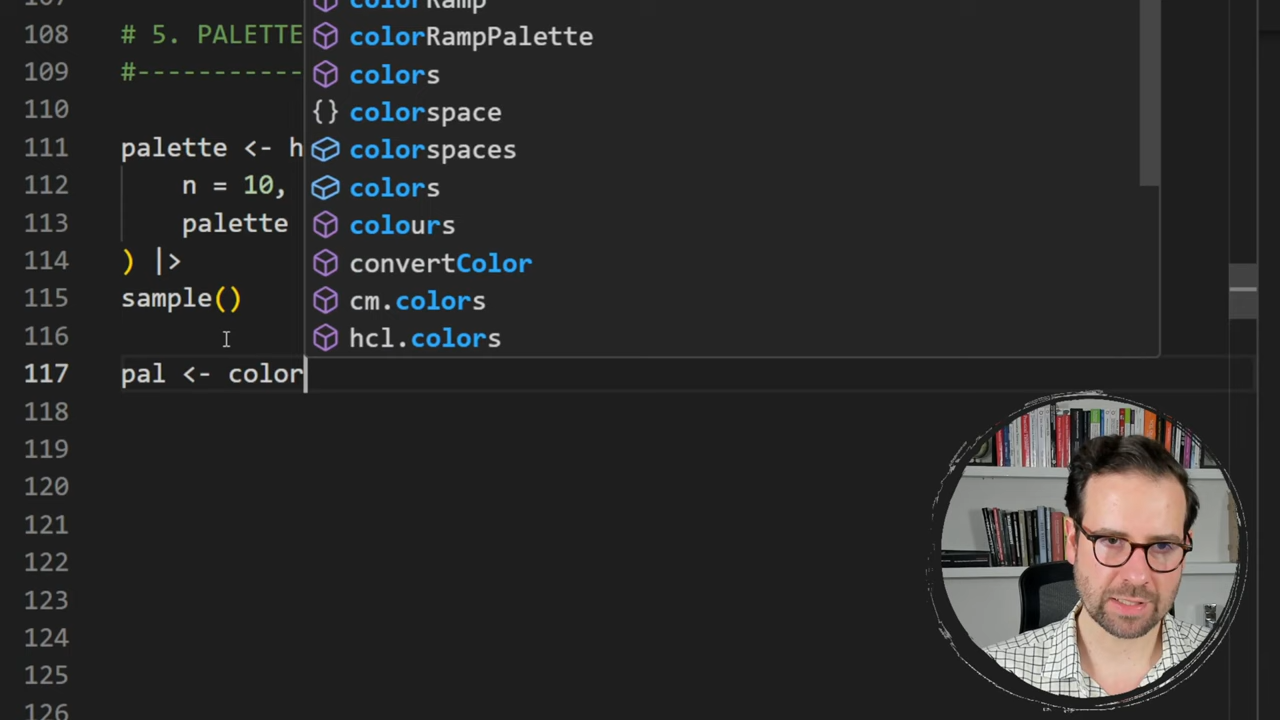 107
colorRamp
108 # 5. PALETTE
colorRampPalette
109 #-----------
colors
110
{} colorspace
111 palette <- h
colorspaces
112 n = 10,
colors
113 palette
colours
114 ) |>
convertColor
115 sample()
cm.colors
116
hcl.colors
117 pal <- color
118
119
120
121
122
123
124
125
126